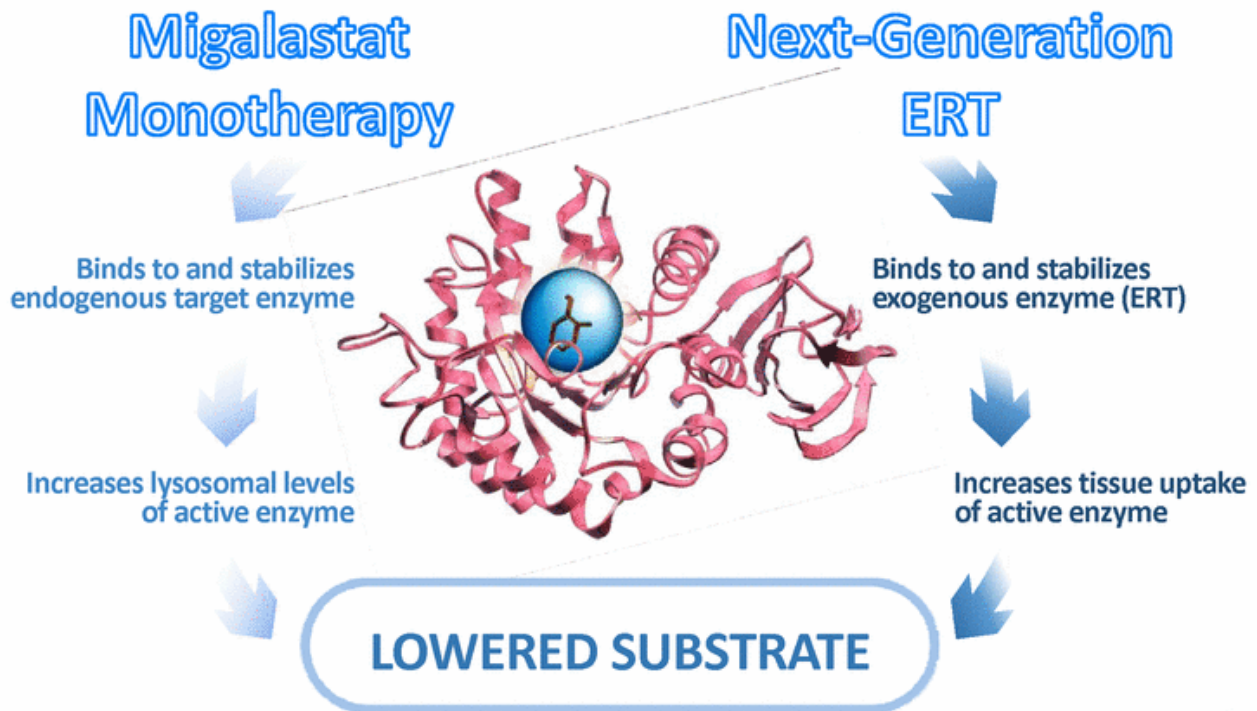 Migalastat
Monotherapy
Binds to and stabilizes
endogenous target enzyme
Increases lysosomal levels
of active enzyme
Next-Generation
ERT
Binds to and stabilizes
exogenous enzyme (ERT)
Increases tissue uptake
of active enzyme
LOWERED SUBSTRATE